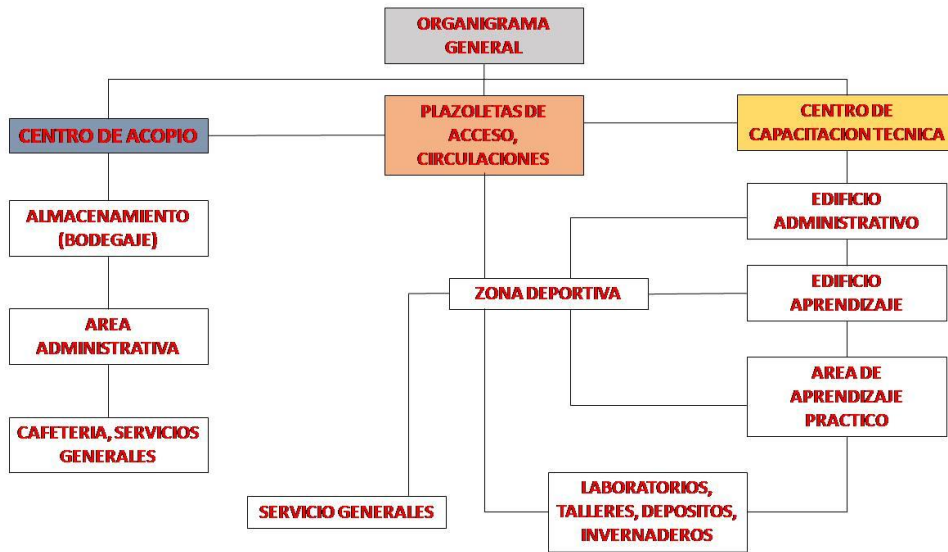 ORGANIGRAMA
GENERAL
CENTRO DE ACOPIO
PLAZOLETAS DE
ACCESO,
CIRCULACIONES
CENTRO DE
CAPACITACION TECNICA
ALMACENAMIENTO
(BODEGAJE)
EDIFICIO
ADMINISTRATIVO
ZONA DEPORTIVA
EDIFICIO
APRENDIZAJE
AREA
ADMINISTRATIVA
AREA DE
APRENDIZAJE
PRACTICO
CAFETERIA, SERVICIOS
GENERALES
SERVICIO GENERALES
LABORATORIOS,
TALLERES, DEPOSITOS,
INVERNADEROS